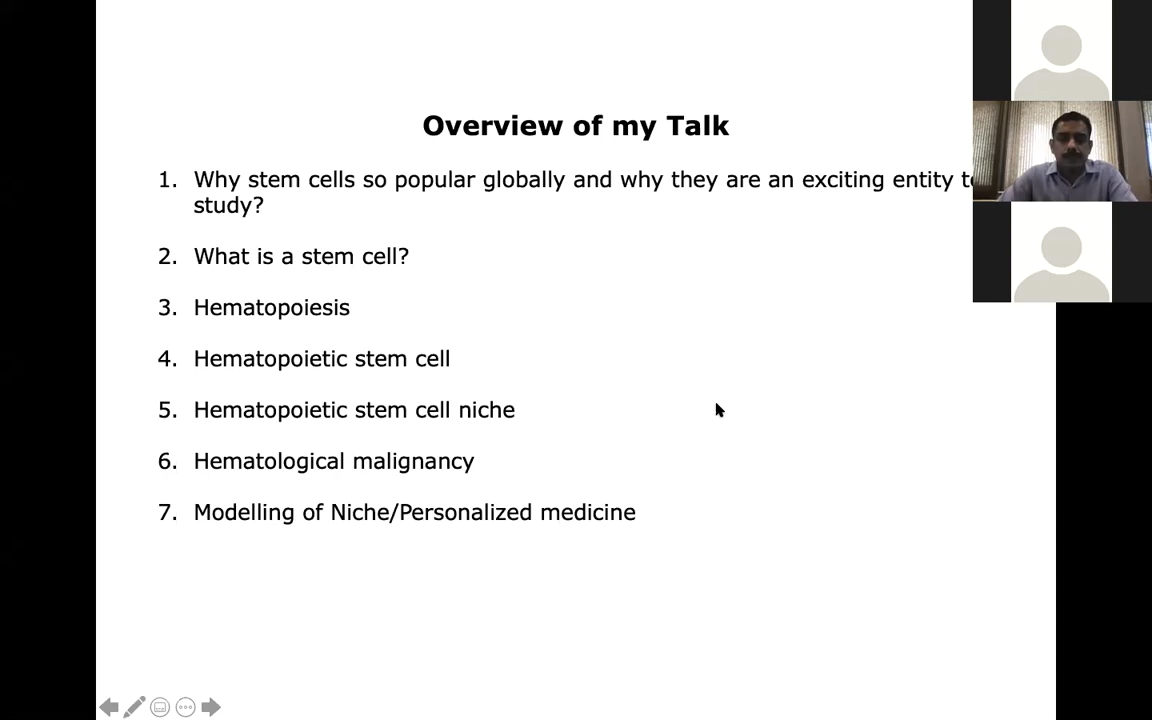 Overview of my Talk
1. Why stem cells so popular globally and why they are an exciting entity
study?
2. What is a stem cell?
3. Hematopoiesis
4. Hematopoietic stem cell
5. Hematopoietic stem cell niche
6. Hematological malignancy
7. Modelling of Niche/Personalized medicine